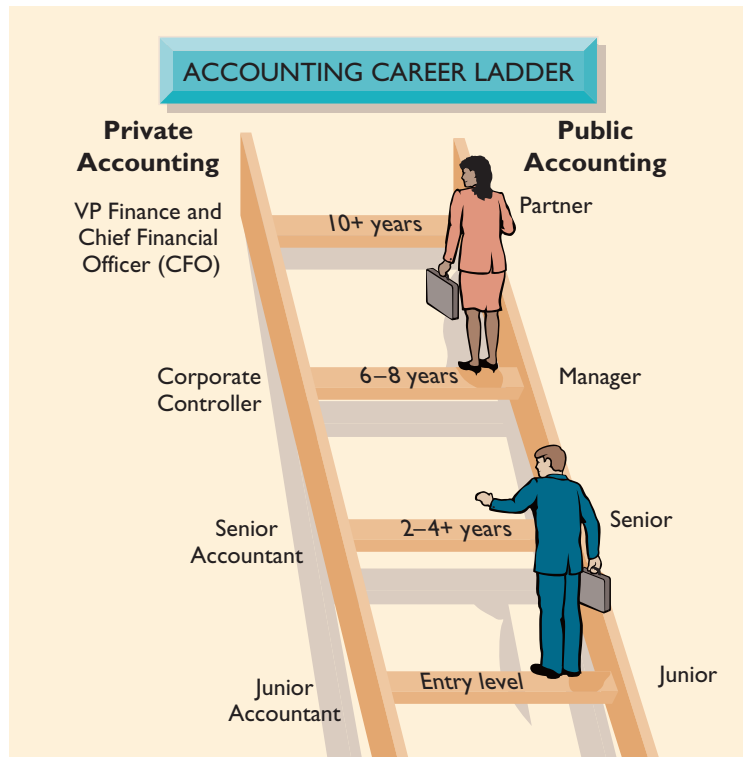 ACCOUNTING CAREER LADDER
Private
Accounting
Public
Accounting
VP Finance and
Chief Financial
Officer (CFO)
10+ years
Partner
Corporate
Controller
6–8 years
Manager
Senior
Accountant
2–4+ years
Senior
Junior
Accountant
Entry level
Junior